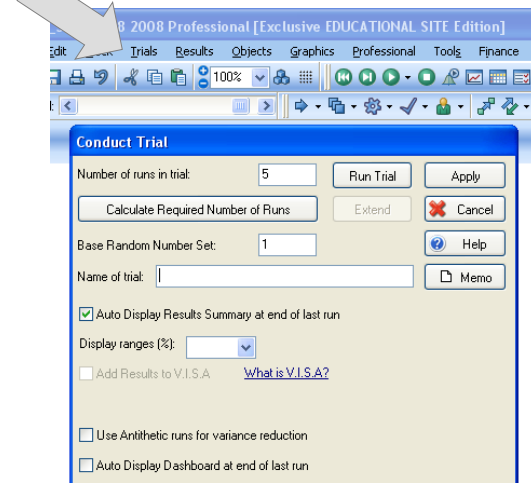 8 2008 Professional [Exclusive EDUCATIONAL SITE Edition]
Edit Trials Results Objects Graphics Professional Tools Finance
100%
Conduct Trial
Number of runs in trial: 5 Run Trial Apply
Calculate Required Number of Runs Extend Cancel
Base Random Number Set: 1 Help
Name of trial: Memo
Auto Display Results Summary at end of last run
Display ranges (%):
Add Results to V.I.S.A What is V.I.S.A?
Use Antithetic runs for variance reduction
Auto Display Dashboard at end of last run